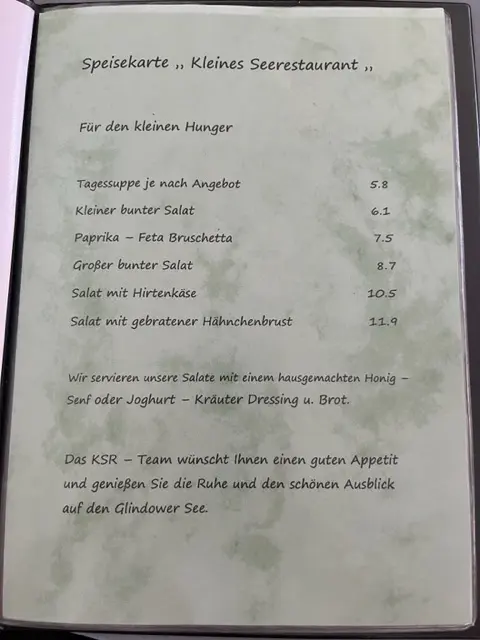 Speisekarte ,, Kleines Seerestaurant ,,
Für den kleinen Hunger
Tagessuppe je nach Angebot 5.8
Kleiner bunter Salat 6.1
Paprika – Feta Bruschetta 7.5
Großer bunter Salat 8.7
Salat mit Hirtenkäse 10.5
Salat mit gebratener Hähnchenbrust 11.9
Wir servieren unsere Salate mit einem hausgemachten Honig –
Senf oder Joghurt – Kräuter Dressing u. Brot.
Das KSR – Team wünscht Ihnen einen guten Appetit
und genießen Sie die Ruhe und den schönen Ausblick
auf den Glindower See.